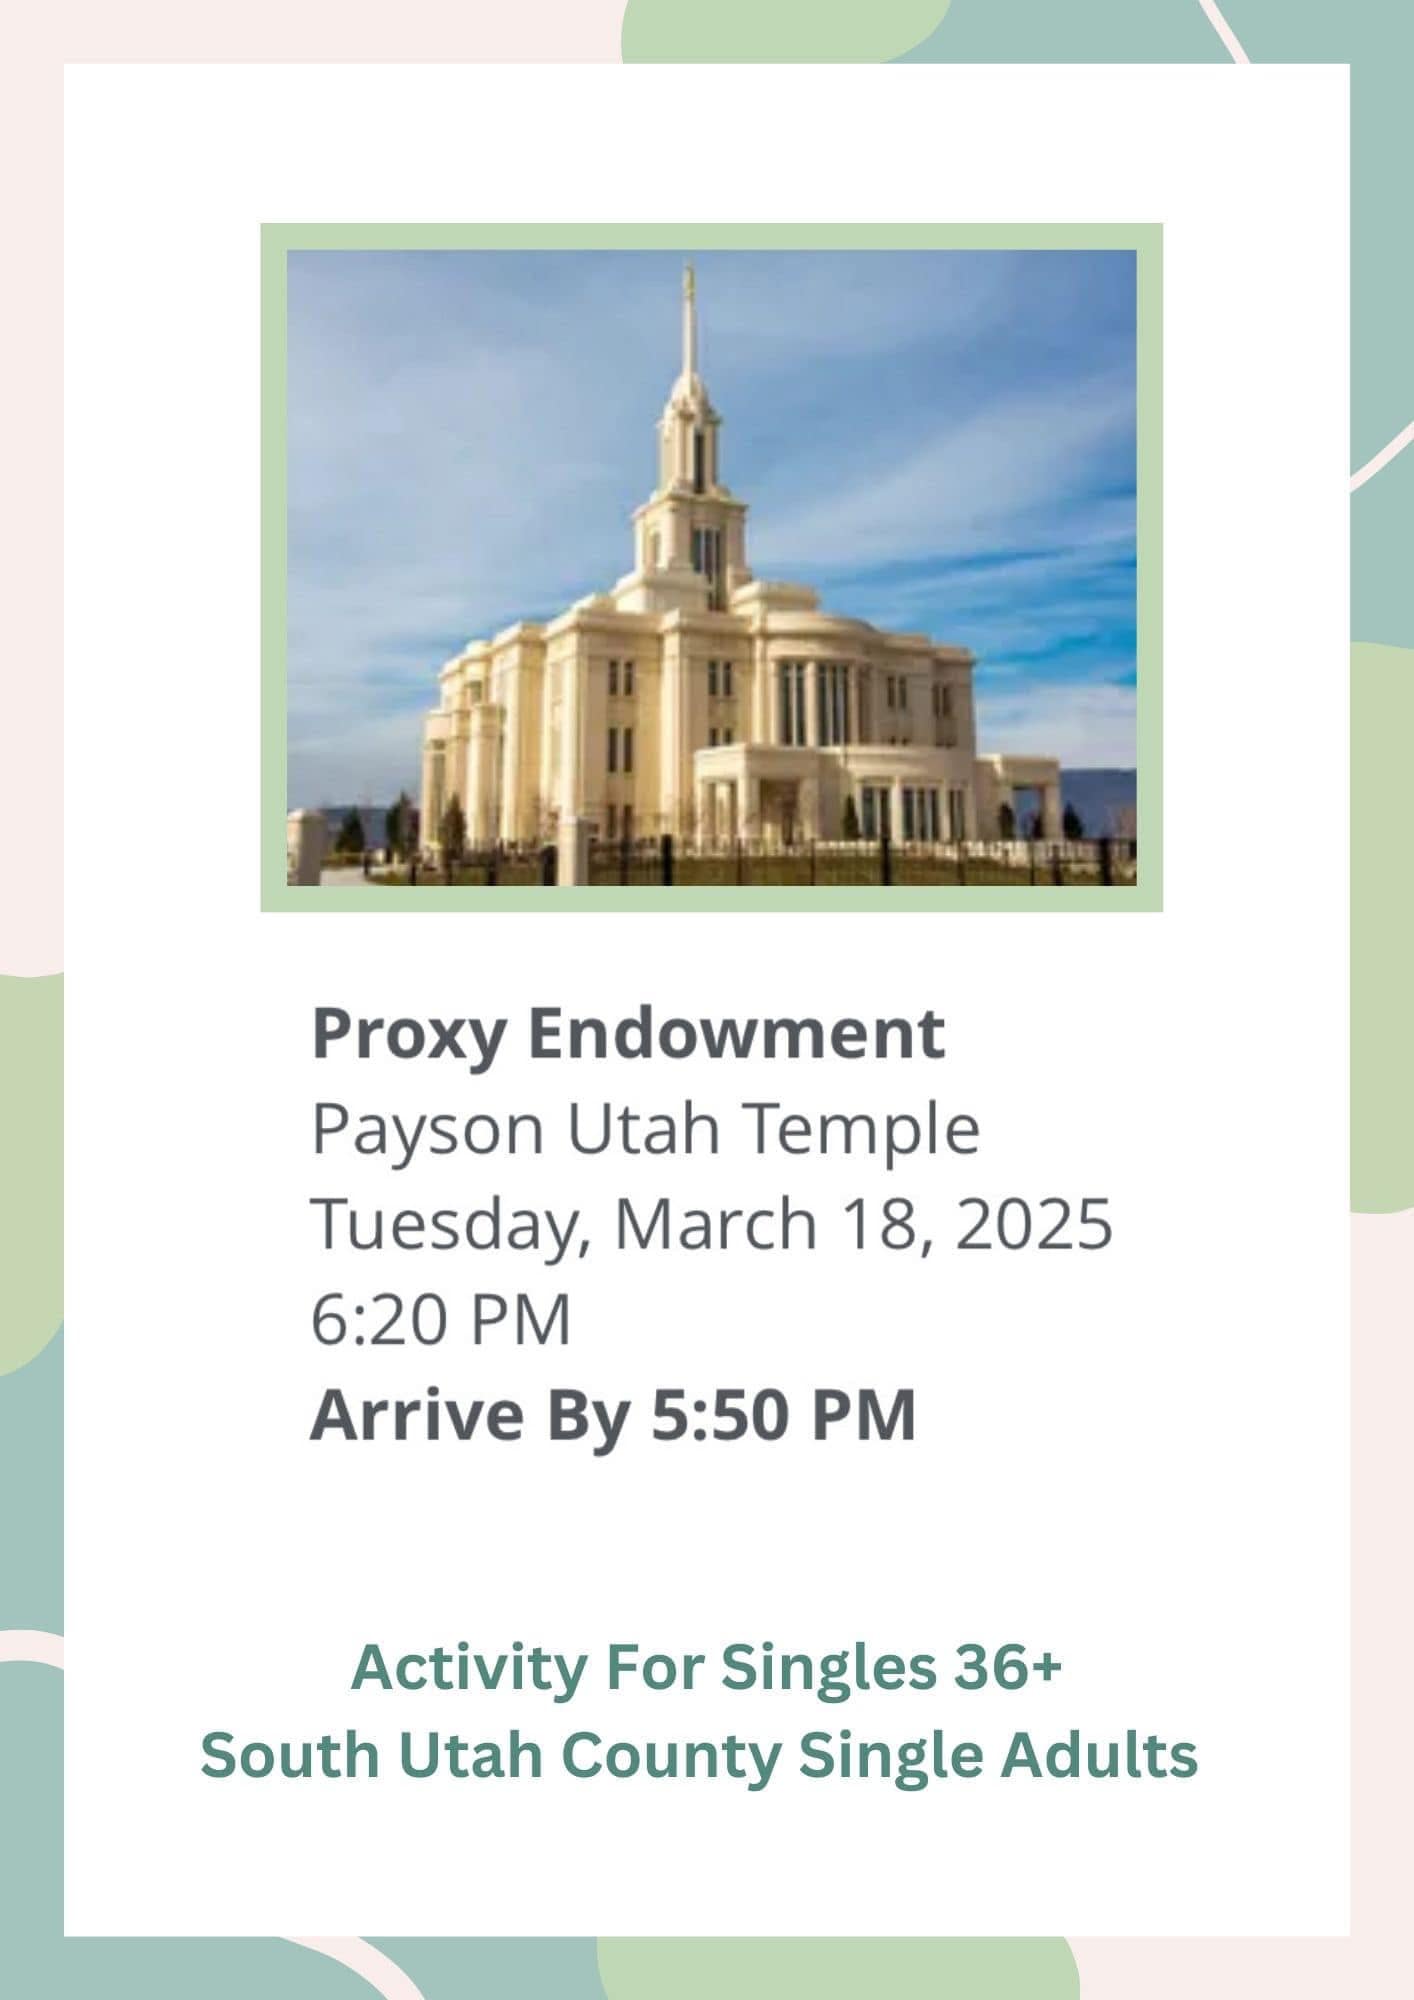 Proxy Endowment
Payson Utah Temple
Tuesday, March 18, 2025
6:20 PM
Arrive By 5:50 PM
Activity For Singles 36+
South Utah County Single Adults